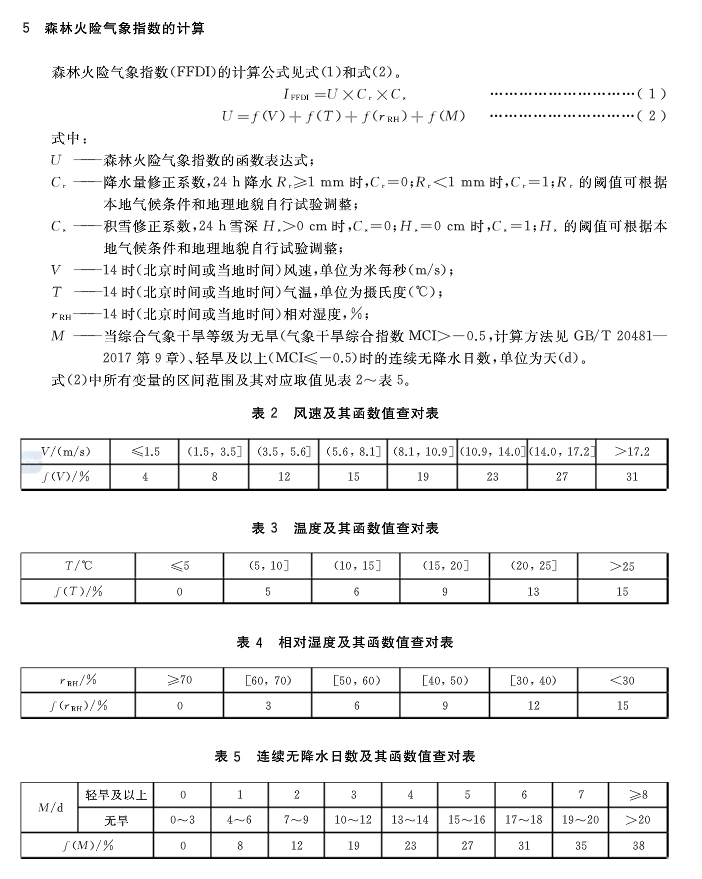 5 森林火险气象指数的计算
森林火险气象指数(FFDI)的计算公式见式(1)和式(2)。
I_FFDI =U×C_r×C_s ……………………………( 1 )
U=f(V)+f(T)+f(r_RH)+f(M) ……………………………( 2 )
式中:
U ——森林火险气象指数的函数表达式;
C_r ——降水量修正系数,24 h降水R_r≥1 mm时,C_r=0;R_r<1 mm时,C_r=1;R_r的阈值可根据
本地气候条件和地理地貌自行试验调整;
C_s ——积雪修正系数,24 h雪深H_s>0 cm时,C_s=0;H_s=0 cm时,C_s=1;H_s的阈值可根据本
地气候条件和地理地貌自行试验调整;
V ——14时(北京时间或当地时间)风速,单位为米每秒(m/s);
T ——14时(北京时间或当地时间)气温,单位为摄氏度(℃);
r_RH——14时(北京时间或当地时间)相对湿度,%;
M ——当综合气象干旱等级为无旱(气象干旱综合指数MCI>−0.5,计算方法见GB/T 20481—
2017第9章)、轻旱及以上(MCI≤−0.5)时的连续无降水日数,单位为天(d)。
式(2)中所有变量的区间范围及其对应取值见表2~表5。
表2 风速及其函数值查对表
V/(m/s) ≤1.5 (1.5, 3.5] (3.5, 5.6] (5.6, 8.1] (8.1, 10.9] (10.9, 14.0] (14.0, 17.2] >17.2
f(V)/% 4 8 12 15 19 23 27 31
表3 温度及其函数值查对表
T/℃ ≤5 (5, 10] (10, 15] (15, 20] (20, 25] >25
f(T)/% 0 5 6 9 13 15
表4 相对湿度及其函数值查对表
r_RH/% ≥70 [60, 70) [50, 60) [40, 50) [30, 40) <30
f(r_RH)/% 0 3 6 9 12 15
表5 连续无降水日数及其函数值查对表
M/d 轻旱及以上 0 1 2 3 4 5 6 7 ≥8
无旱 0~3 4~6 7~9 10~12 13~14 15~16 17~18 19~20 >20
f(M)/% 0 8 12 19 23 27 31 35 38